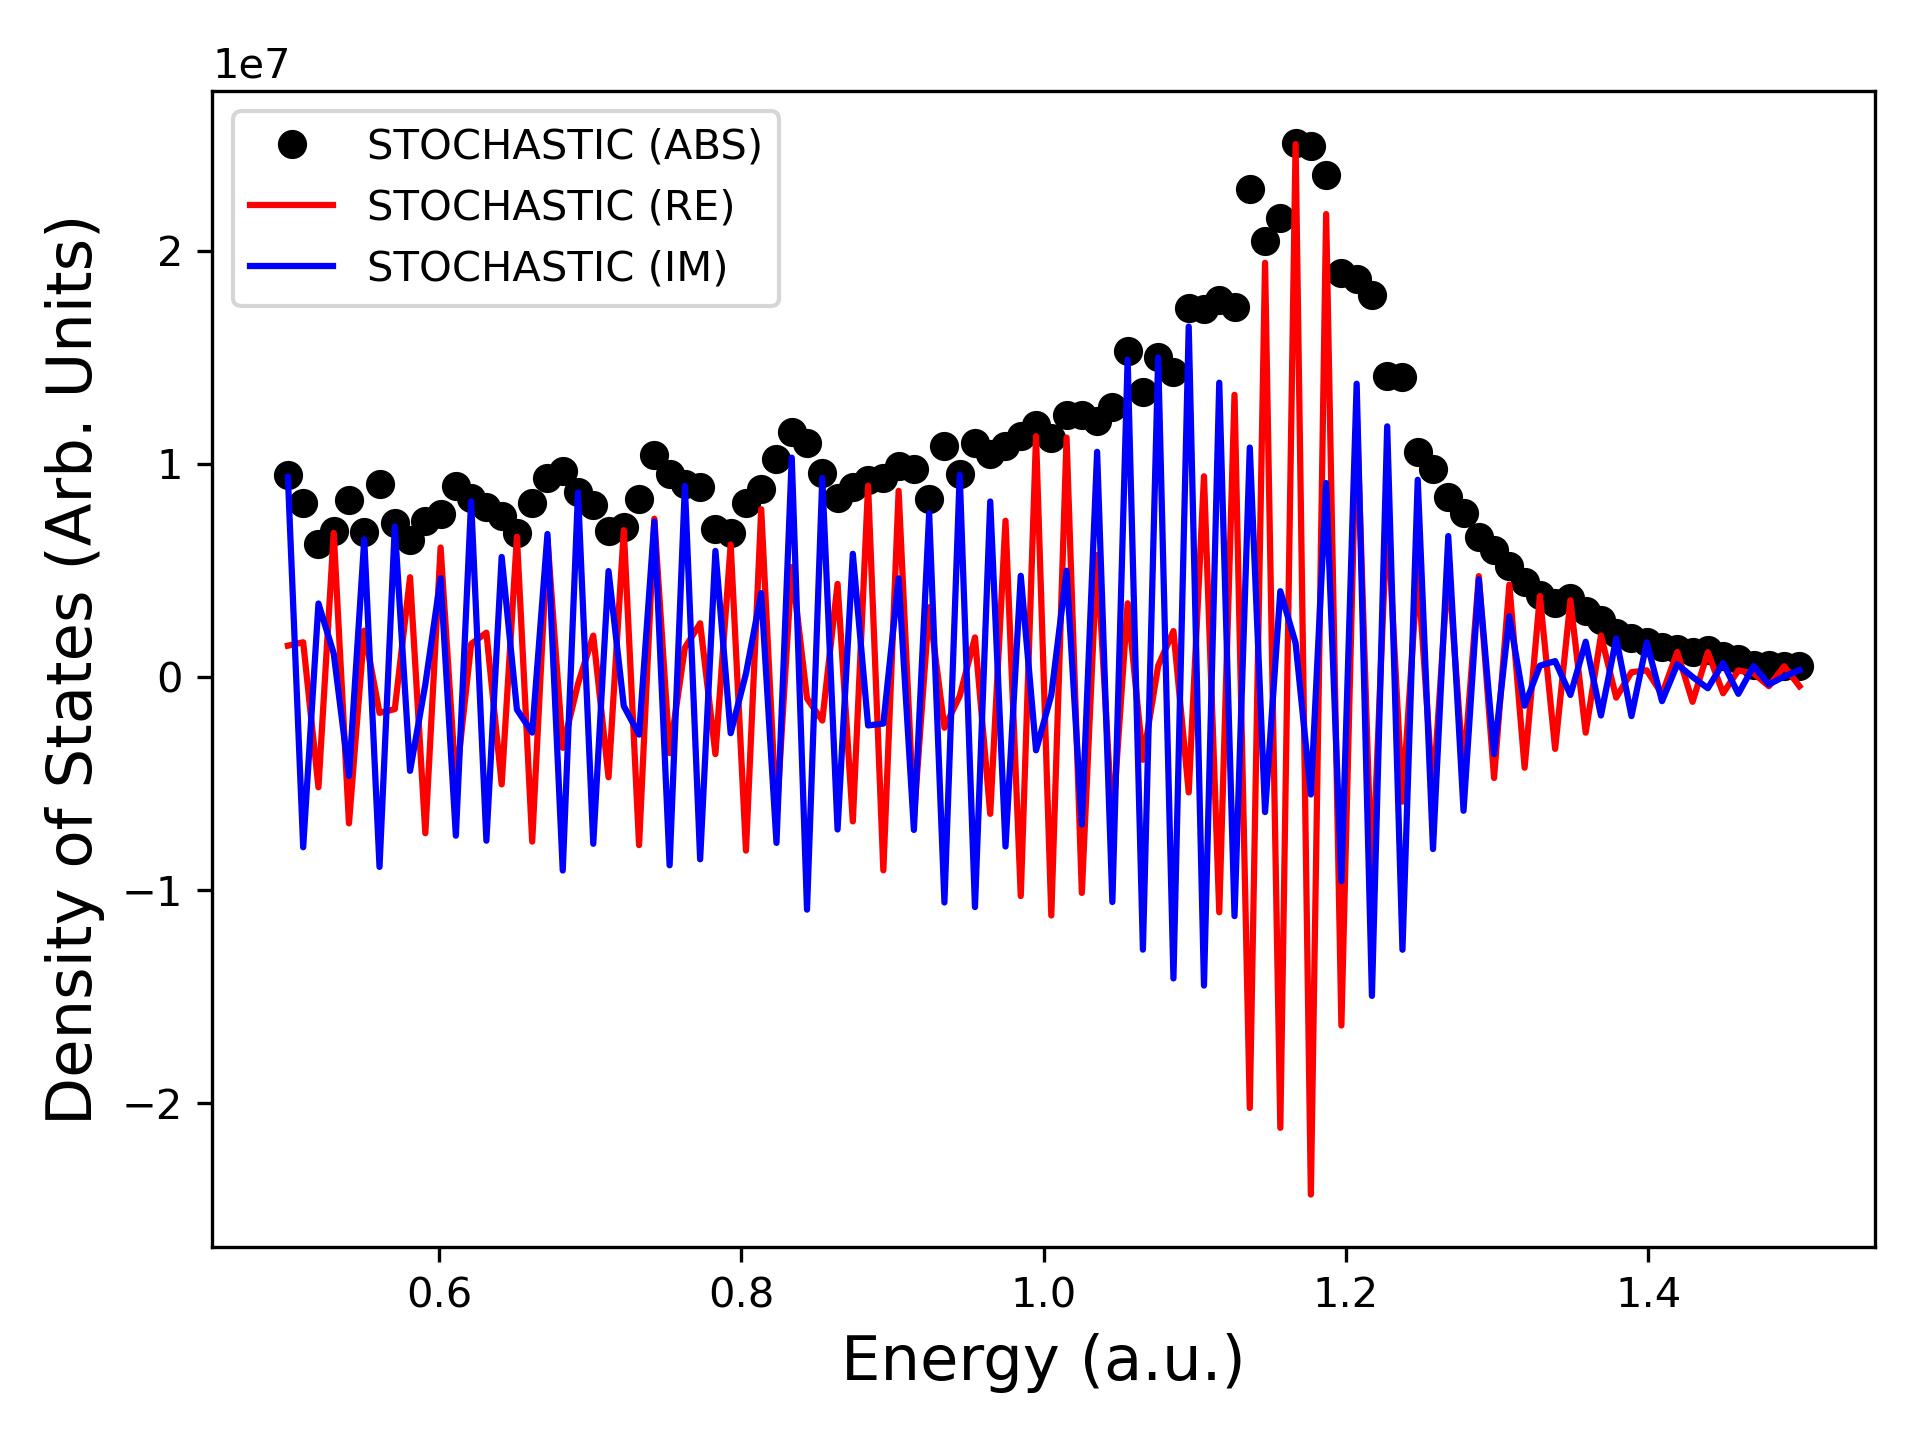 1e7
STOCHASTIC (ABS)
STOCHASTIC (RE)
STOCHASTIC (IM)
Density of States (Arb. Units)
2
1
0
−1
−2
0.6
0.8
1.0
1.2
1.4
Energy (a.u.)